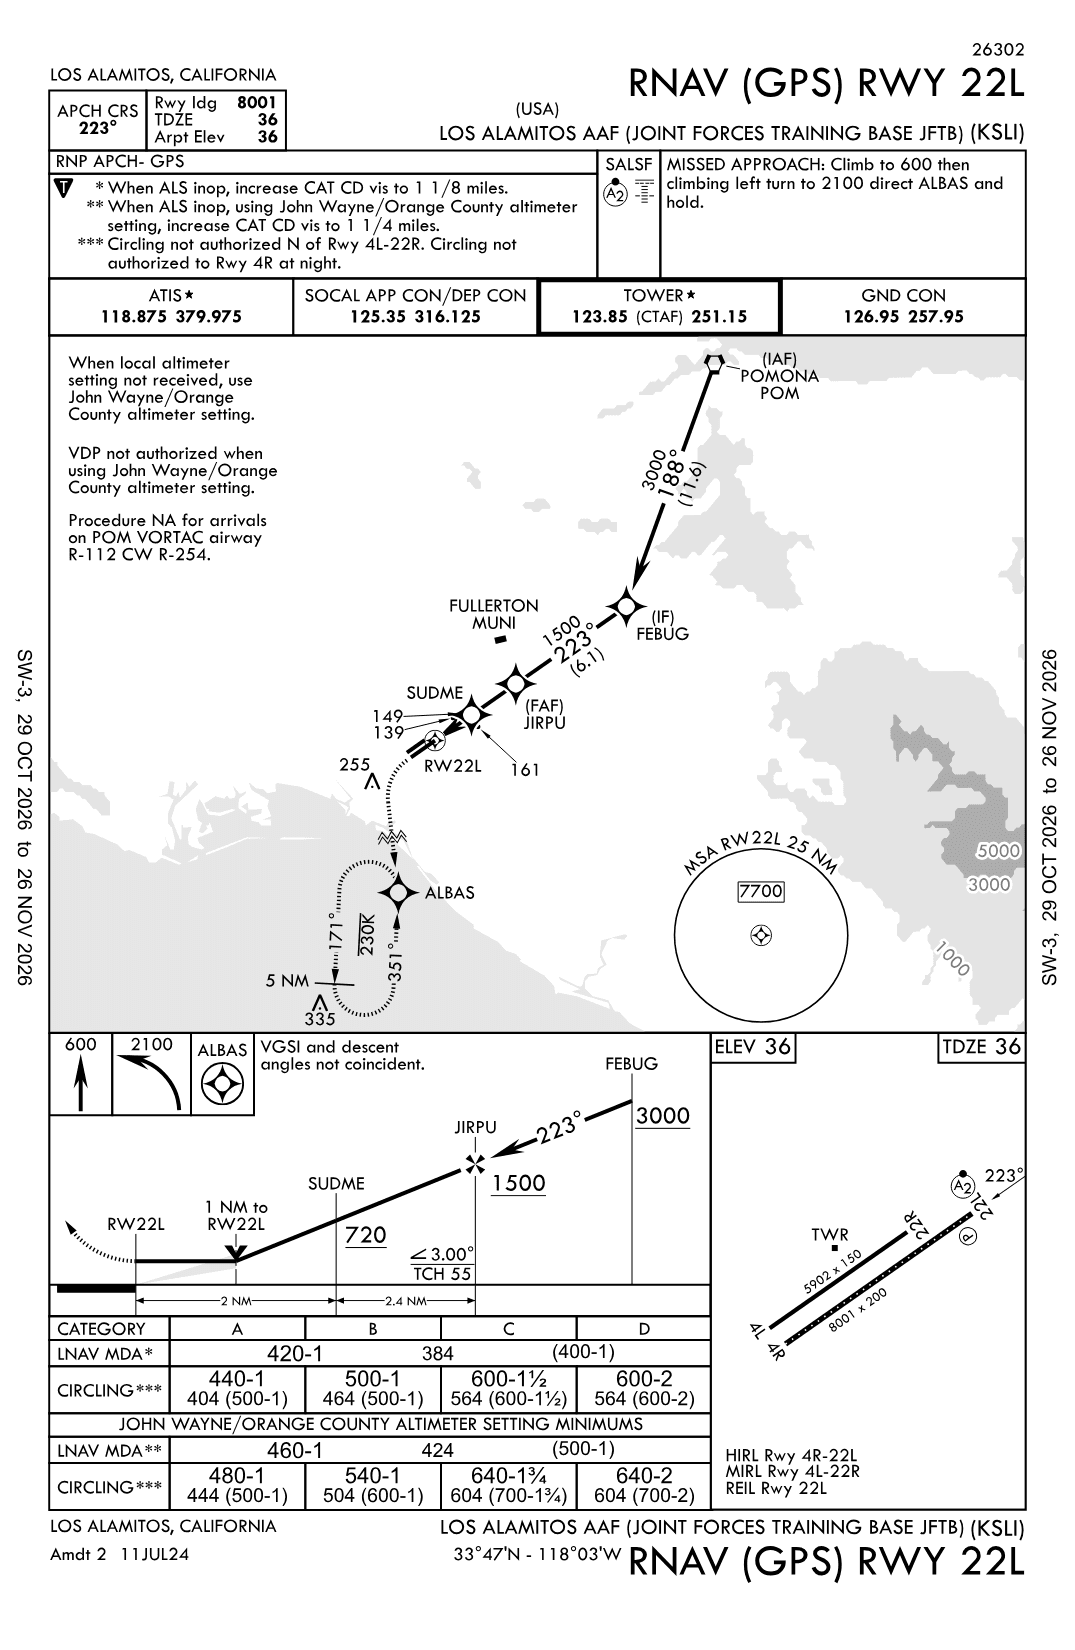 26302
LOS ALAMITOS, CALIFORNIA
RNAV (GPS) RWY 22L
APCH CRS
223°
Rwy ldg 8001
TDZE 36
Arpt Elev 36
(USA)
LOS ALAMITOS AAF (JOINT FORCES TRAINING BASE JFTB) (KSLI)
RNP APCH- GPS
T
* When ALS inop, increase CAT CD vis to 1 1/8 miles.
** When ALS inop, using John Wayne/Orange County altimeter
setting, increase CAT CD vis to 1 1/4 miles.
*** Circling not authorized N of Rwy 4L-22R. Circling not
authorized to Rwy 4R at night.
SALSF
A2
MISSED APPROACH: Climb to 600 then
climbing left turn to 2100 direct ALBAS and
hold.
ATIS★
118.875 379.975
SOCAL APP CON/DEP CON
125.35 316.125
TOWER★
123.85 (CTAF) 251.15
GND CON
126.95 257.95
When local altimeter
setting not received, use
John Wayne/Orange
County altimeter setting.
VDP not authorized when
using John Wayne/Orange
County altimeter setting.
Procedure NA for arrivals
on POM VORTAC airway
R-112 CW R-254.
(IAF)
POMONA
POM
3000
188°
(11.6)
FULLERTON
MUNI
(IF)
FEBUG
1500
223°
(6.1)
SUDME
(FAF)
JIRPU
149
139
RW22L
161
255
ALBAS
171°
230K
351°
5 NM
335
MSA RW22L 25 NM
7700
5000
3000
1000
SW-3, 29 OCT 2026 to 26 NOV 2026
SW-3, 29 OCT 2026 to 26 NOV 2026
600
2100
ALBAS
VGSI and descent
angles not coincident.
FEBUG
3000
223°
JIRPU
1500
SUDME
720
1 NM to
RW22L
RW22L
≤ 3.00°
TCH 55
2 NM
2.4 NM
ELEV 36
TDZE 36
A2
223°
22L
22R
P
TWR
5902 x 150
8001 x 200
4L
4R
HIRL Rwy 4R-22L
MIRL Rwy 4L-22R
REIL Rwy 22L
CATEGORY A B C D
LNAV MDA* 420-1 384 (400-1)
CIRCLING*** 440-1 500-1 600-1½ 600-2
404 (500-1) 464 (500-1) 564 (600-1½) 564 (600-2)
JOHN WAYNE/ORANGE COUNTY ALTIMETER SETTING MINIMUMS
LNAV MDA** 460-1 424 (500-1)
CIRCLING*** 480-1 540-1 640-1¾ 640-2
444 (500-1) 504 (600-1) 604 (700-1¾) 604 (700-2)
LOS ALAMITOS, CALIFORNIA
LOS ALAMITOS AAF (JOINT FORCES TRAINING BASE JFTB) (KSLI)
Amdt 2 11JUL24
33°47'N - 118°03'W
RNAV (GPS) RWY 22L